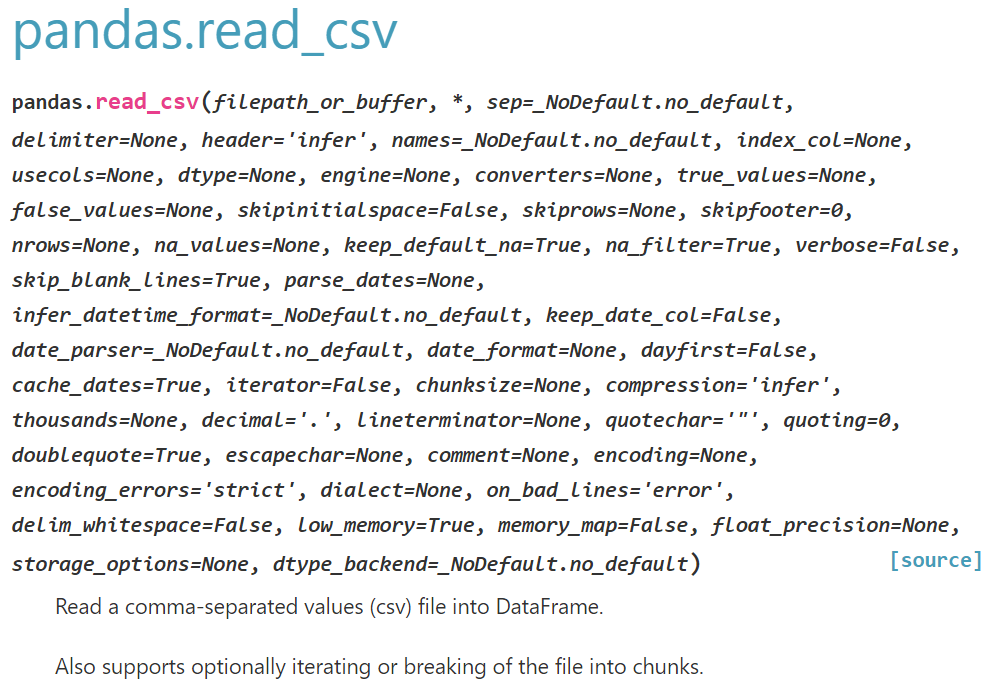 pandas.read_csv
pandas.read_csv(filepath_or_buffer, *, sep=_NoDefault.no_default,
delimiter=None, header='infer', names=_NoDefault.no_default, index_col=None,
usecols=None, dtype=None, engine=None, converters=None, true_values=None,
false_values=None, skipinitialspace=False, skiprows=None, skipfooter=0,
nrows=None, na_values=None, keep_default_na=True, na_filter=True, verbose=False,
skip_blank_lines=True, parse_dates=None,
infer_datetime_format=_NoDefault.no_default, keep_date_col=False,
date_parser=_NoDefault.no_default, date_format=None, dayfirst=False,
cache_dates=True, iterator=False, chunksize=None, compression='infer',
thousands=None, decimal='.', lineterminator=None, quotechar='"', quoting=0,
doublequote=True, escapechar=None, comment=None, encoding=None,
encoding_errors='strict', dialect=None, on_bad_lines='error',
delim_whitespace=False, low_memory=True, memory_map=False, float_precision=None,
storage_options=None, dtype_backend=_NoDefault.no_default) [source]
Read a comma-separated values (csv) file into DataFrame.
Also supports optionally iterating or breaking of the file into chunks.